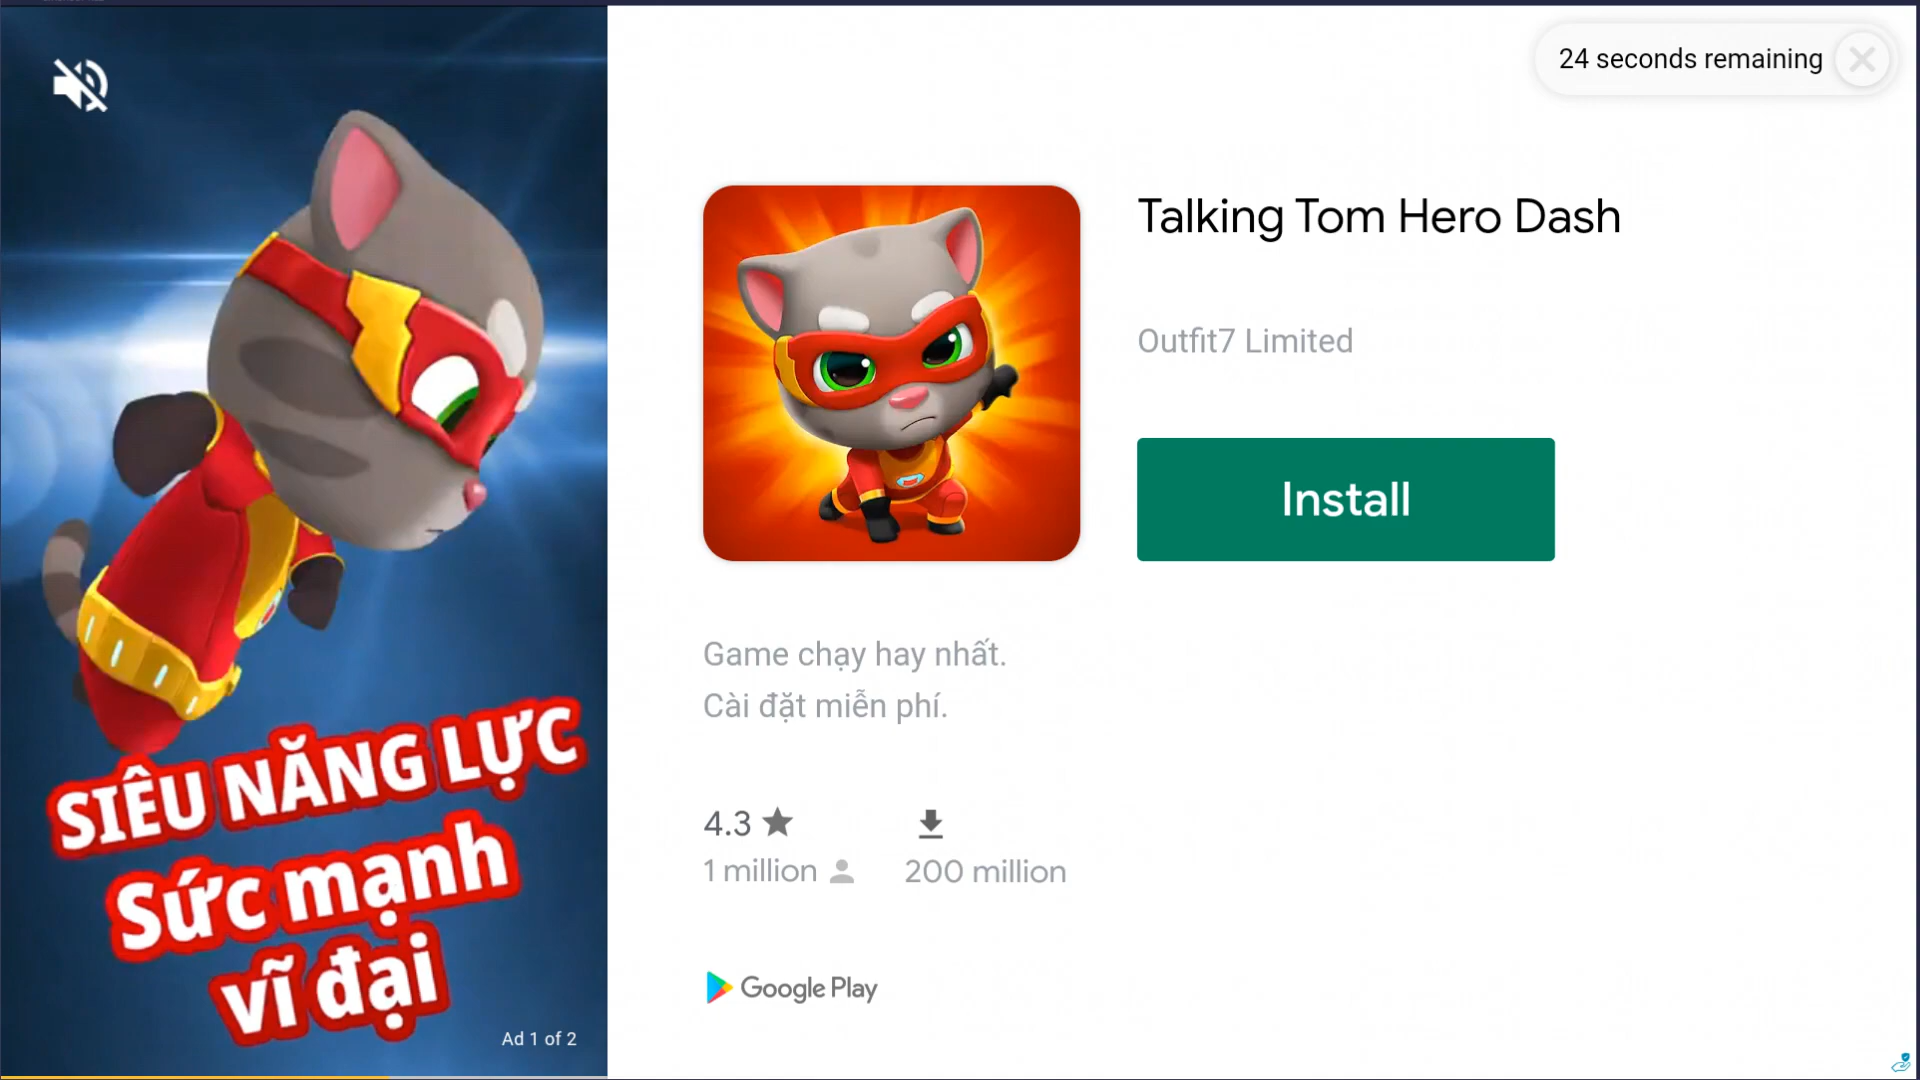 24 seconds remaining
Talking Tom Hero Dash
Outfit7 Limited
Install
Game chạy hay nhất.
Cài đặt miễn phí.
4.3
1 million
200 million
Google Play
SIÊU NĂNG LỰC
Sức mạnh
vĩ đại
Ad 1 of 2